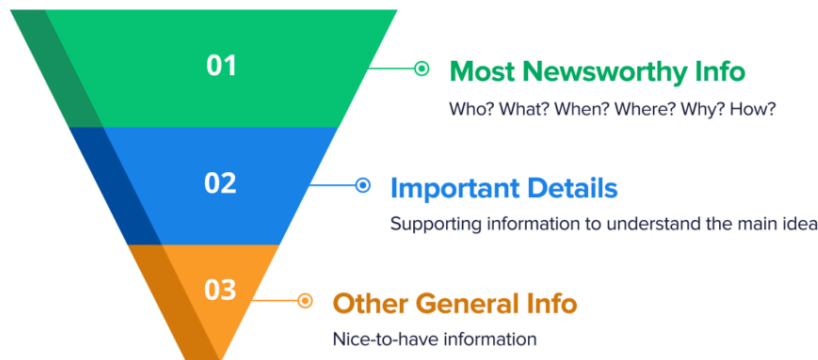 01
Most Newsworthy Info
Who? What? When? Where? Why? How?
02
Important Details
Supporting information to understand the main idea
03
Other General Info
Nice-to-have information